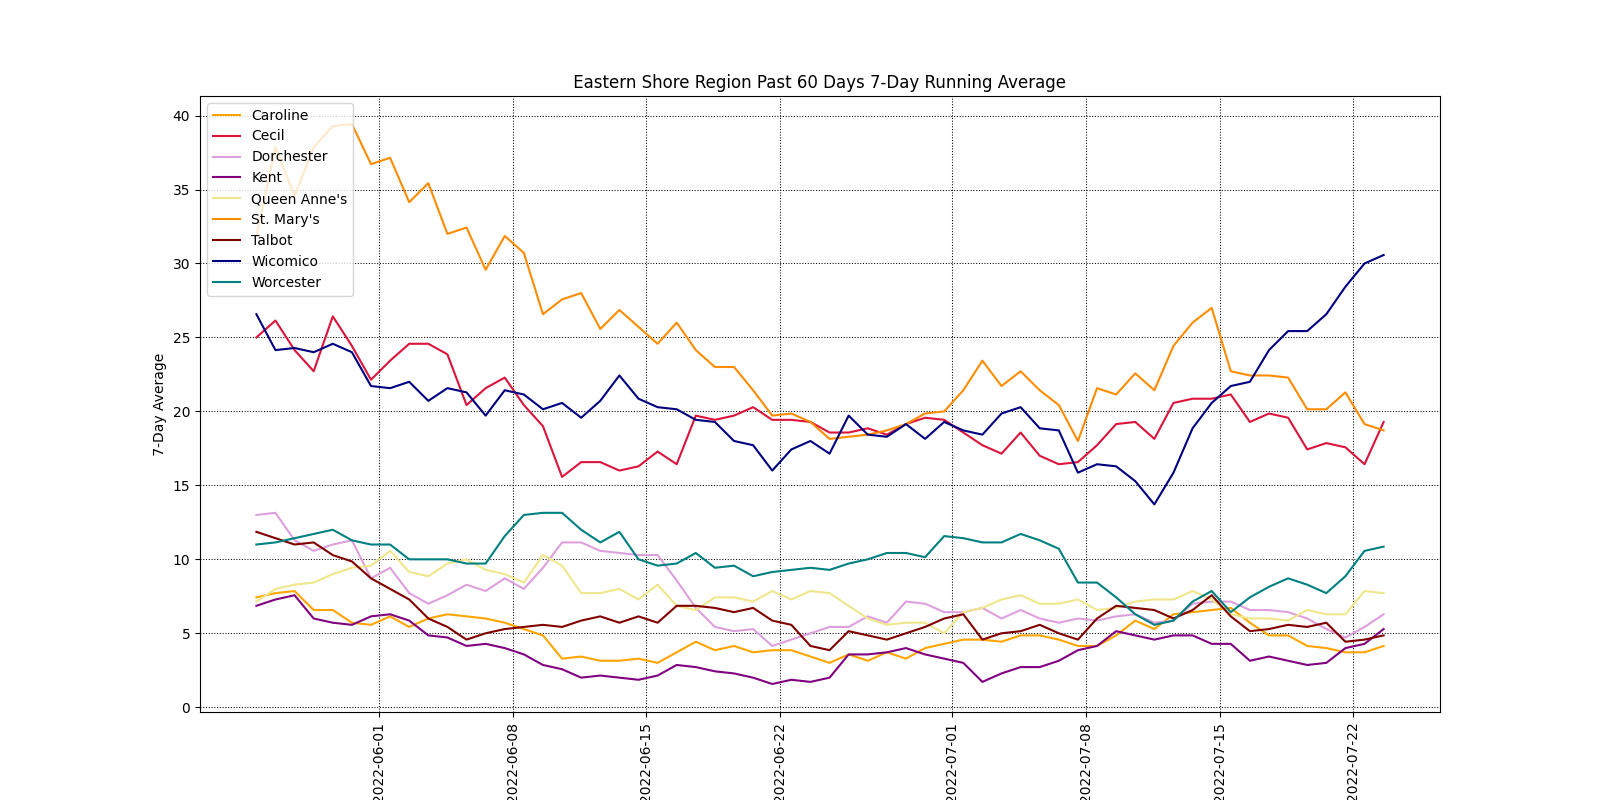 Eastern Shore Region Past 60 Days 7-Day Running Average
40
35
30
25
20
15
10
5
0
7-Day Average
Caroline
Cecil
Dorchester
Kent
Queen Anne's
St. Mary's
Talbot
Wicomico
Worcester
2022-06-01
2022-06-08
2022-06-15
2022-06-22
2022-07-01
2022-07-08
2022-07-15
2022-07-22